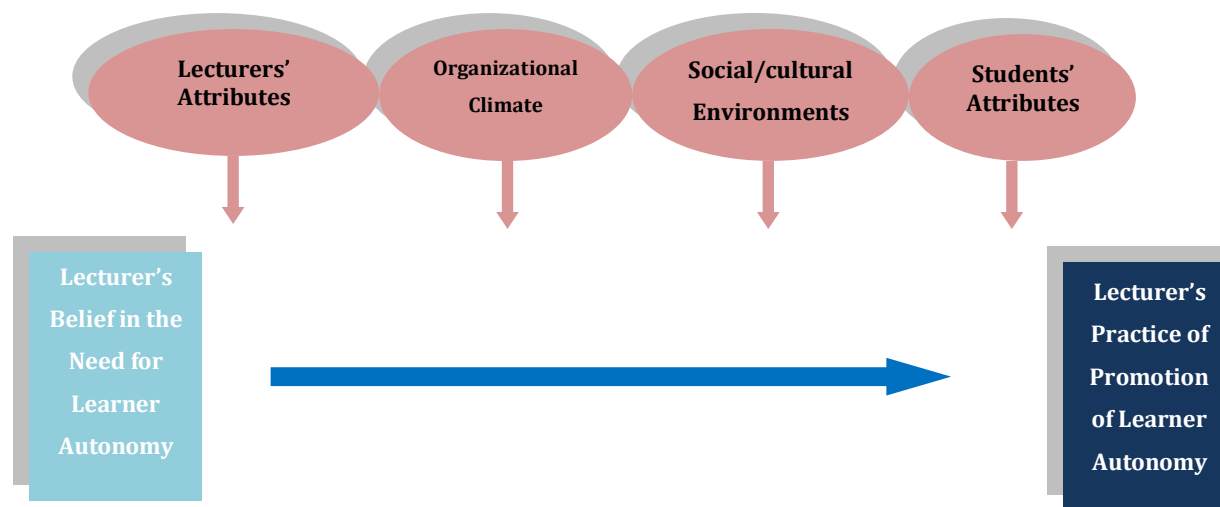 Lecturers’
Attributes
Organizational
Climate
Social/cultural
Environments
Students’
Attributes
Lecturer’s
Belief in the
Need for
Learner
Autonomy
Lecturer’s
Practice of
Promotion
of Learner
Autonomy